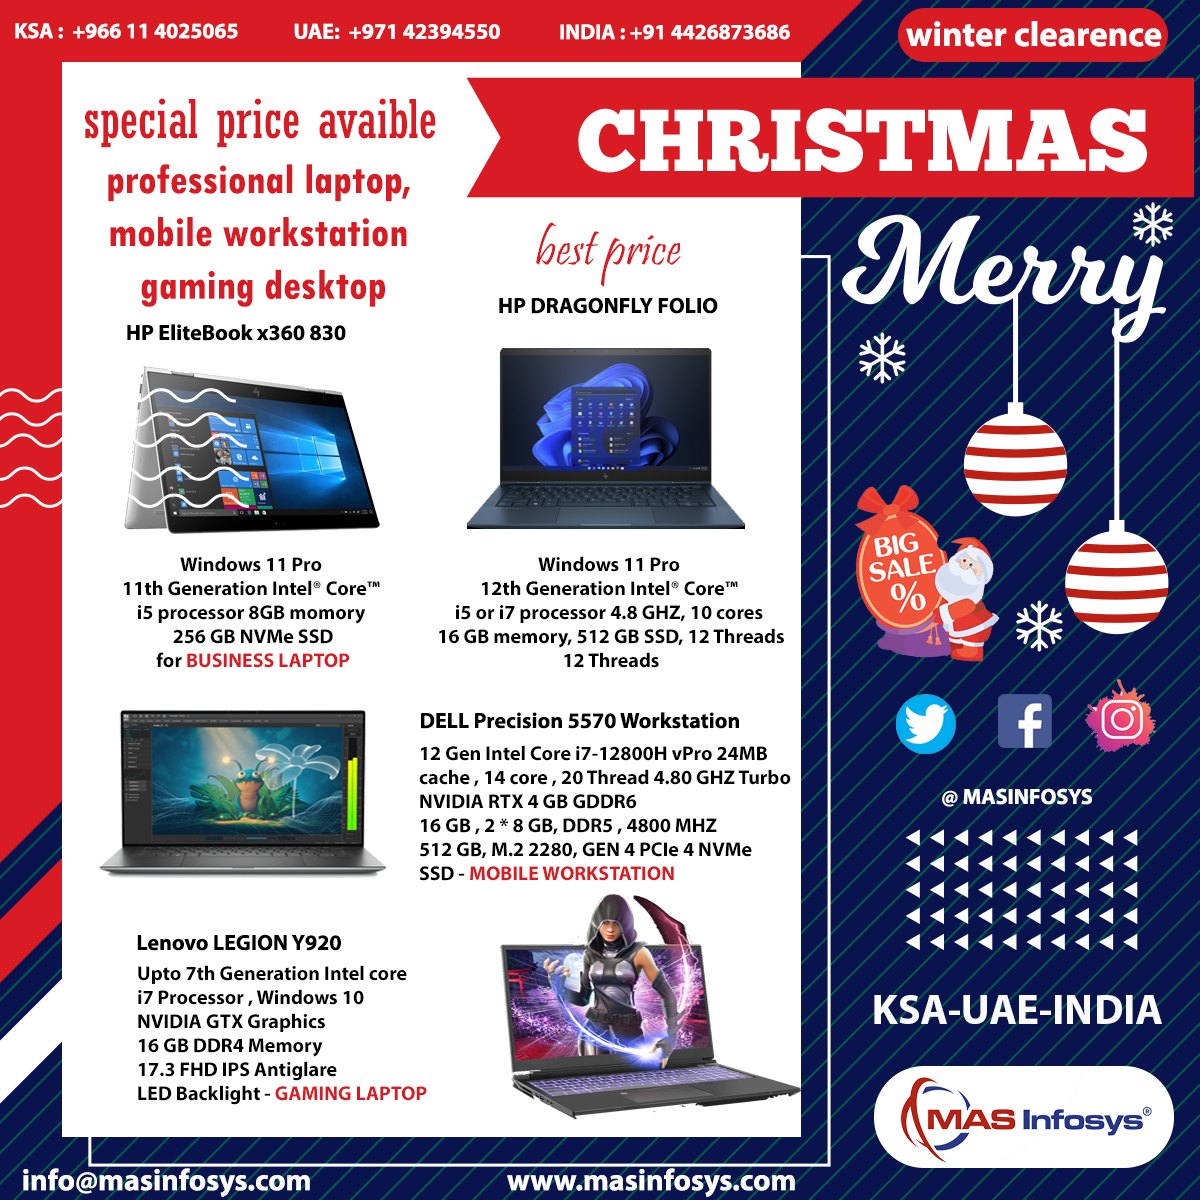 KSA : +966 11 4025065
UAE: +971 42394550
INDIA : +91 4426873686
winter clearence
CHRISTMAS
Merry
special price avaible
professional laptop,
mobile workstation
gaming desktop
HP EliteBook x360 830
Windows 11 Pro
11th Generation Intel® Core™
i5 processor 8GB momory
256 GB NVMe SSD
for BUSINESS LAPTOP
best price
HP DRAGONFLY FOLIO
Windows 11 Pro
12th Generation Intel® Core™
i5 or i7 processor 4.8 GHZ, 10 cores
16 GB memory, 512 GB SSD, 12 Threads
12 Threads
DELL Precision 5570 Workstation
12 Gen Intel Core i7-12800H vPro 24MB
cache , 14 core , 20 Thread 4.80 GHZ Turbo
NVIDIA RTX 4 GB GDDR6
16 GB , 2 * 8 GB, DDR5 , 4800 MHZ
512 GB, M.2 2280, GEN 4 PCIe 4 NVMe
SSD - MOBILE WORKSTATION
Lenovo LEGION Y920
Upto 7th Generation Intel core
i7 Processor , Windows 10
NVIDIA GTX Graphics
16 GB DDR4 Memory
17.3 FHD IPS Antiglare
LED Backlight - GAMING LAPTOP
BIG
SALE
%
@ MASINFOSYS
KSA-UAE-INDIA
MAS Infosys®
info@masinfosys.com
www.masinfosys.com